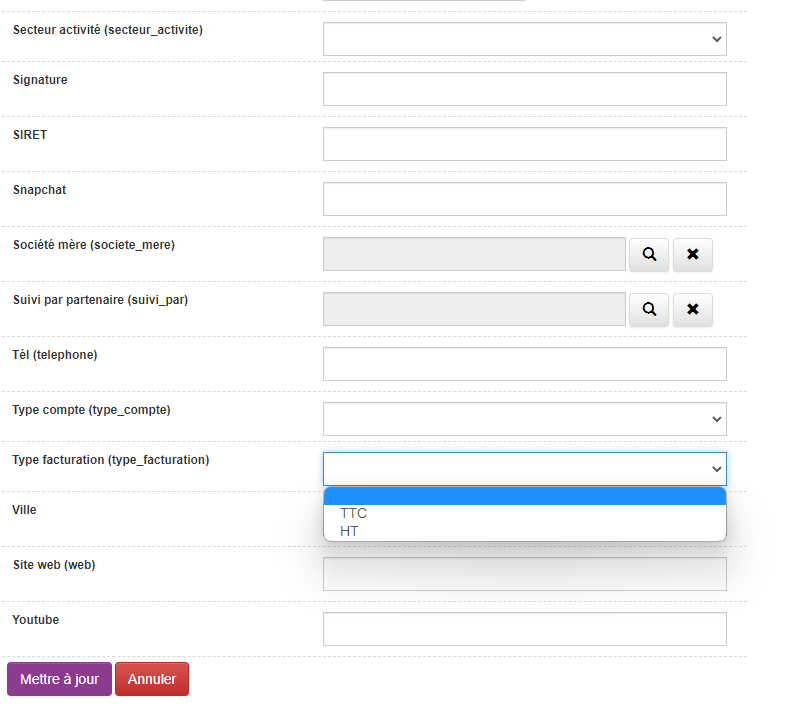 Secteur activité (secteur_activite)
Signature
SIRET
Snapchat
Société mère (societe_mere)
Suivi par partenaire (suivi_par)
Tél (telephone)
Type compte (type_compte)
Type facturation (type_facturation)
TTC
HT
Ville
Site web (web)
Youtube
Mettre à jour Annuler